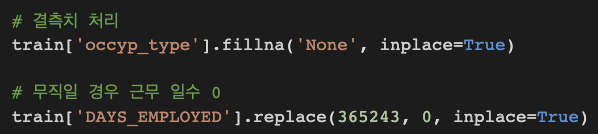 # 결측치 처리
train['occyp_type'].fillna('None', inplace=True)
# 무직일 경우 근무 일수 0
train['DAYS_EMPLOYED'].replace(365243, 0, inplace=True)